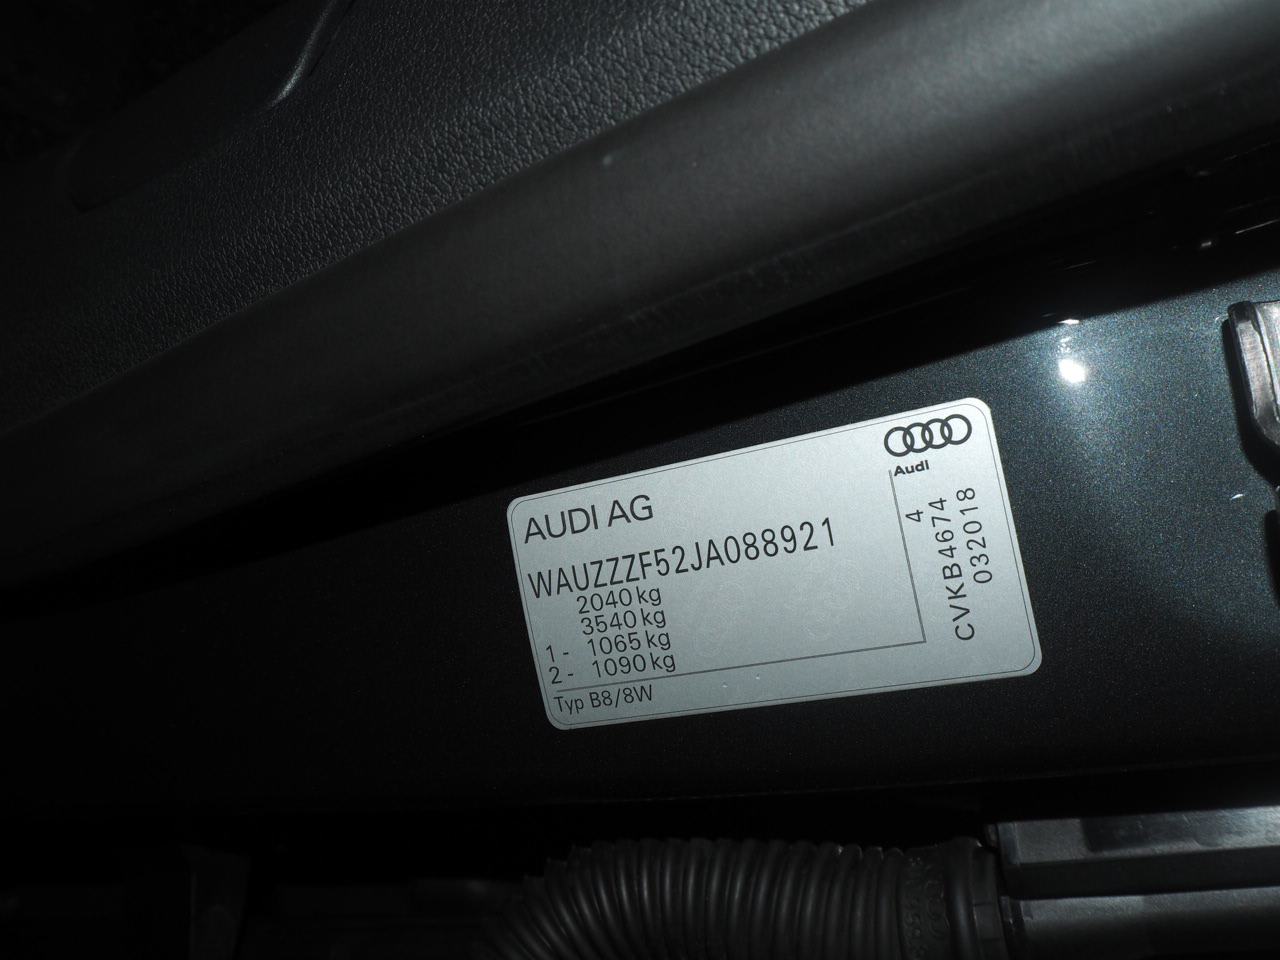 Audi
AUDI AG
WAUZZZF52JA088921
2040 kg
3540 kg
1 - 1065 kg
2 - 1090 kg
Typ B8/8W
4
CVKB4674
032018